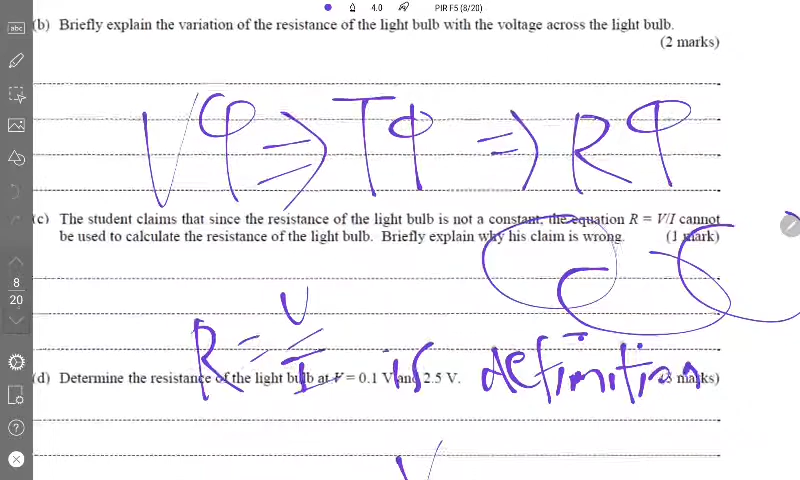 abc
4.0 PIR F5 (8/20)
(b) Briefly explain the variation of the resistance of the light bulb with the voltage across the light bulb.
(2 marks)
V↑ ⇒ T↑ ⇒ R↑
(c) The student claims that since the resistance of the light bulb is not a constant, the equation R = V/I cannot
be used to calculate the resistance of the light bulb. Briefly explain why his claim is wrong. (1 mark)
8
20
R = V/I is definition
(d) Determine the resistance of the light bulb at V = 0.1 V and 2.5 V. (3 marks)
V